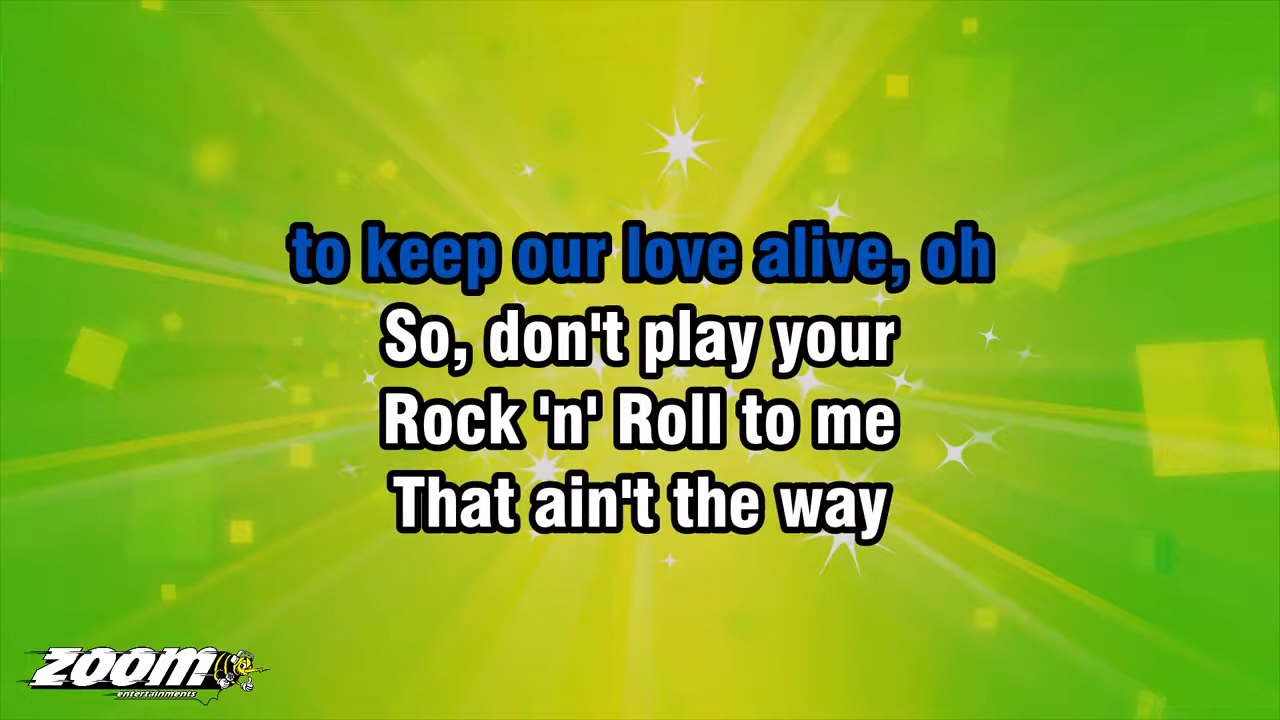 to keep our love alive, oh
So, don't play your
Rock 'n' Roll to me
That ain't the way
ZOOM
entertainments